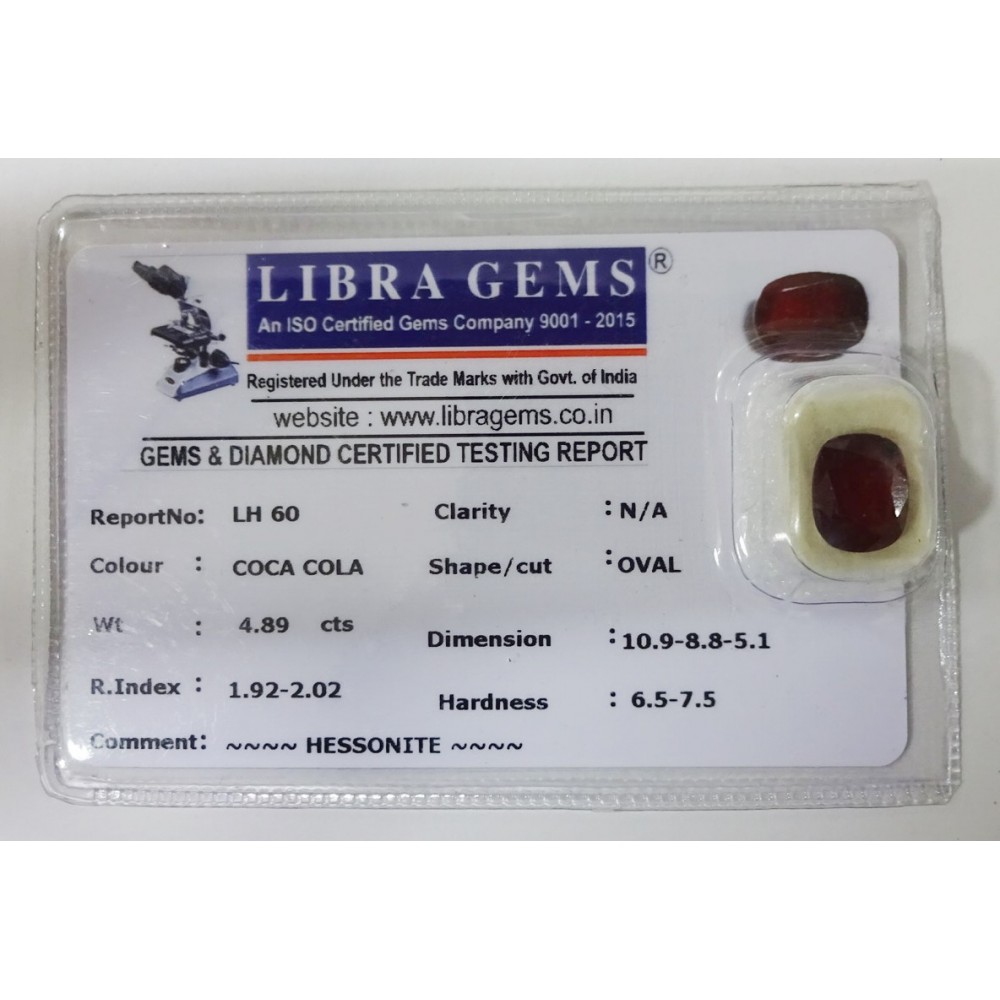 LIBRA GEMS ®
An ISO Certified Gems Company 9001 - 2015
Registered Under the Trade Marks with Govt. of India
website : www.libragems.co.in
GEMS & DIAMOND CERTIFIED TESTING REPORT
ReportNo: LH 60 Clarity : N/A
Colour : COCA COLA Shape/cut : OVAL
Wt : 4.89 cts Dimension : 10.9-8.8-5.1
R.Index : 1.92-2.02 Hardness : 6.5-7.5
Comment: ~~~~ HESSONITE ~~~~